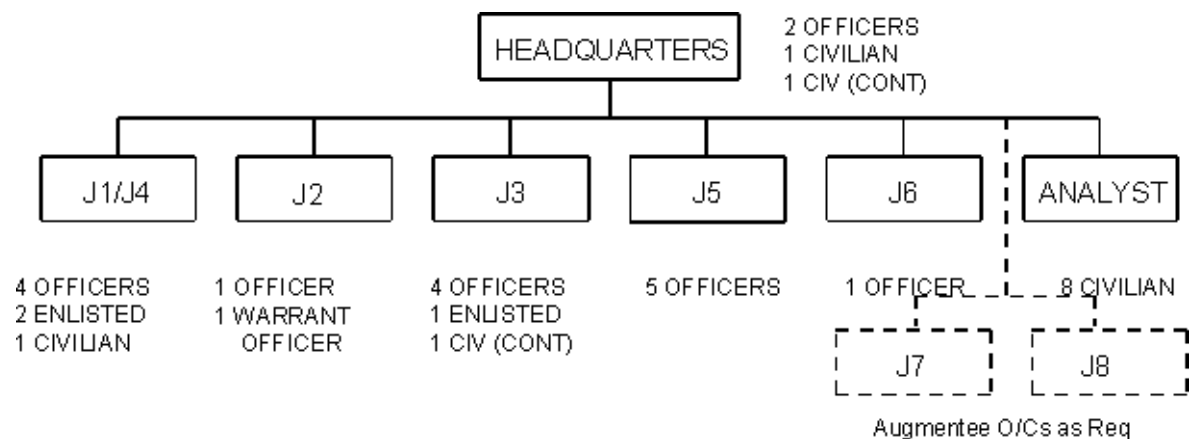 HEADQUARTERS
2 OFFICERS
1 CIVILIAN
1 CIV (CONT)
J1/J4
J2
J3
J5
J6
ANALYST
4 OFFICERS
2 ENLISTED
1 CIVILIAN
1 OFFICER
1 WARRANT
OFFICER
4 OFFICERS
1 ENLISTED
1 CIV (CONT)
5 OFFICERS
1 OFFICER
8 CIVILIAN
J7
J8
Augmentee O/Cs as Req